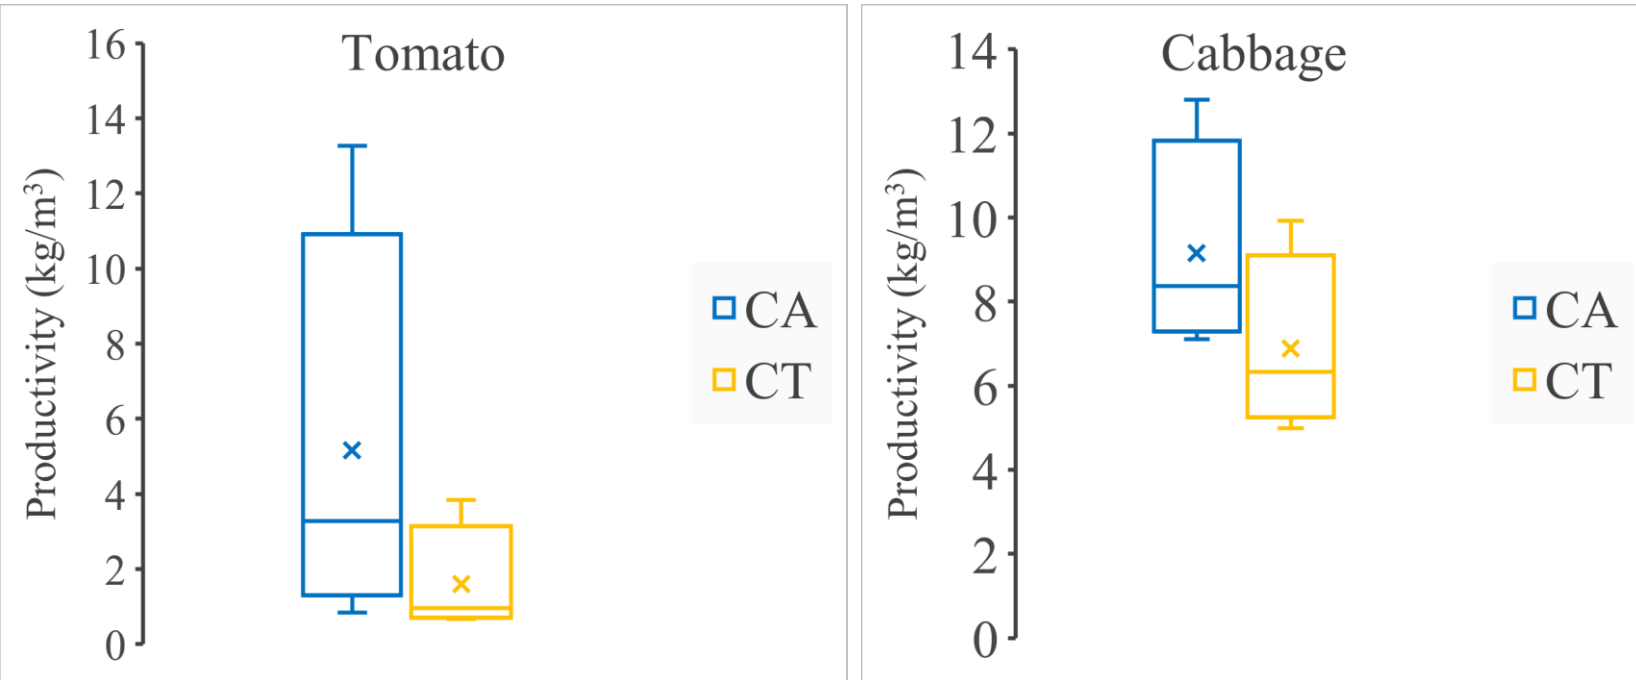 Tomato
Productivity (kg/m³)
16
14
12
10
8
6
4
2
0
CA
CT
Cabbage
Productivity (kg/m³)
14
12
10
8
6
4
2
0
CA
CT